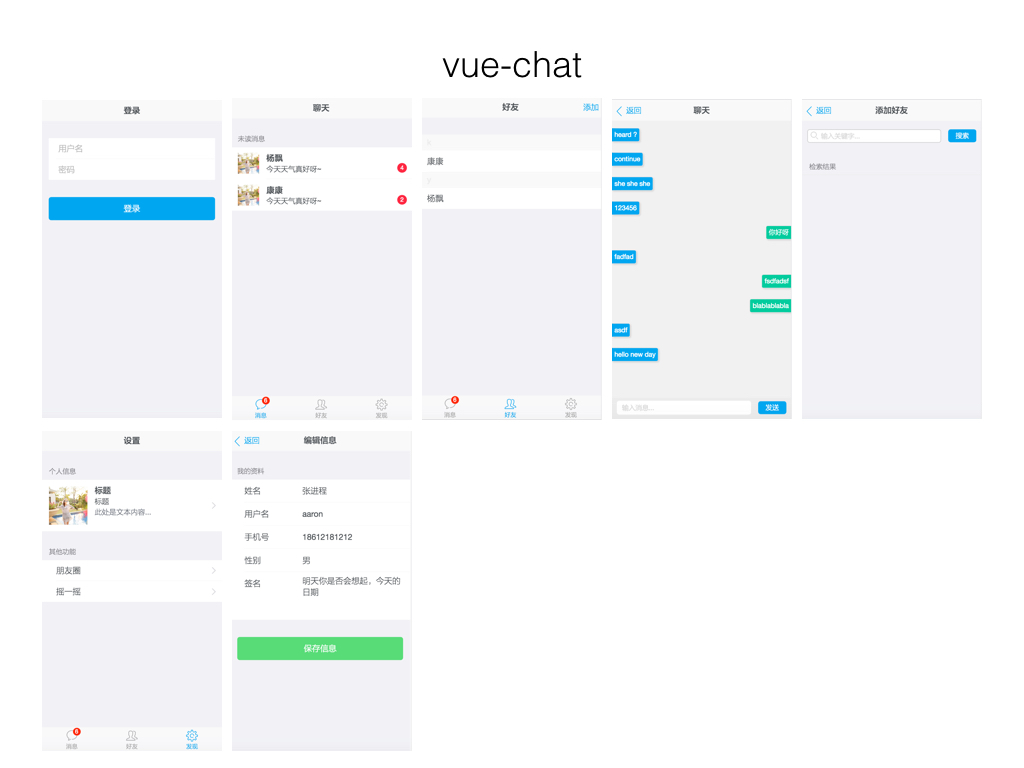 vue-chat
登录
用户名
密码
登录
聊天
未读消息
杨飘
今天天气真好呀~
4
康康
今天天气真好呀~
2
6
消息
好友
发现
好友
添加
k
康康
y
杨飘
6
消息
好友
发现
返回
聊天
heard ?
continue
she she she
123456
你好呀
fadfad
fsdfadsf
blablablabla
asdf
hello new day
输入消息...
发送
返回
添加好友
输入关键字...
搜索
检索结果
设置
个人信息
标题
标题
此处是文本内容...
其他功能
朋友圈
摇一摇
6
消息
好友
发现
返回
编辑信息
我的资料
姓名 张进程
用户名 aaron
手机号 18612181212
性别 男
签名 明天你是否会想起，今天的
日期
保存信息